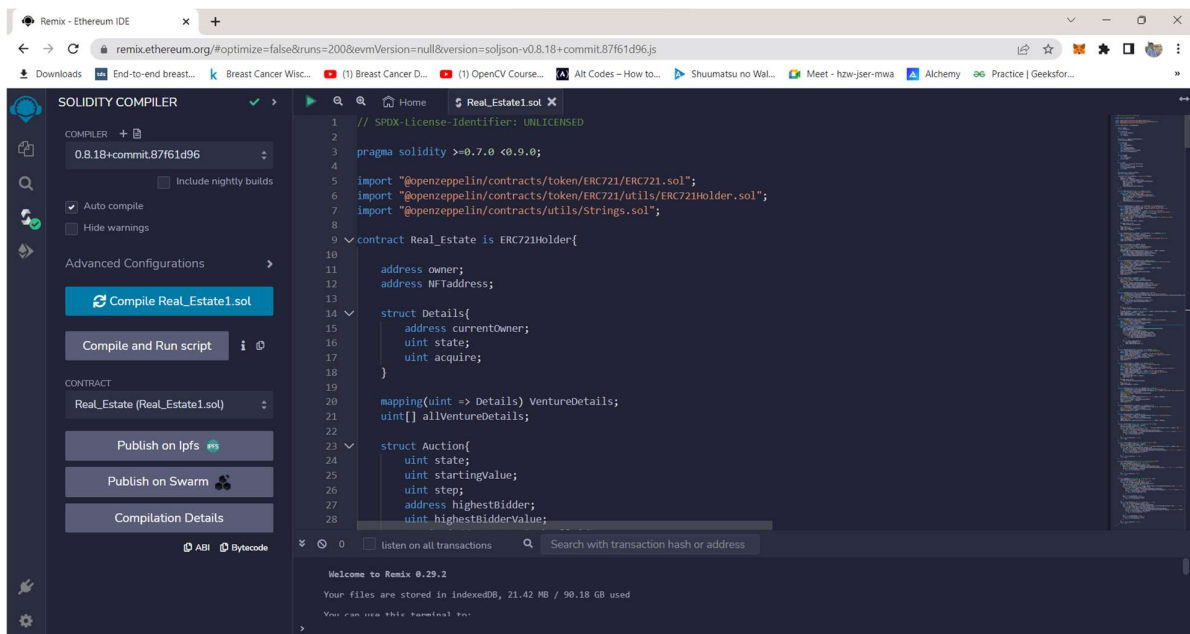 Remix - Ethereum IDE
remix.ethereum.org/#optimize=false&runs=200&evmVersion=null&version=soljson-v0.8.18+commit.87f61d96.js
Downloads
End-to-end breast...
Breast Cancer Wisc...
(1) Breast Cancer D...
(1) OpenCV Course...
Alt Codes – How to...
Shuumatsu no Wal...
Meet - hzw-jser-mwa
Alchemy
Practice | Geeksfor...
»
SOLIDITY COMPILER
COMPILER
0.8.18+commit.87f61d96
Include nightly builds
Auto compile
Hide warnings
Advanced Configurations
Compile Real_Estate1.sol
Compile and Run script
CONTRACT
Real_Estate (Real_Estate1.sol)
Publish on Ipfs
Publish on Swarm
Compilation Details
ABI
Bytecode
Home
Real_Estate1.sol
1 // SPDX-License-Identifier: UNLICENSED
2
3 pragma solidity >=0.7.0 <0.9.0;
4
5 import "@openzeppelin/contracts/token/ERC721/ERC721.sol";
6 import "@openzeppelin/contracts/token/ERC721/utils/ERC721Holder.sol";
7 import "@openzeppelin/contracts/utils/Strings.sol";
8
9 contract Real_Estate is ERC721Holder{
10
11 address owner;
12 address NFTaddress;
13
14 struct Details{
15 address currentOwner;
16 uint state;
17 uint acquire;
18 }
19
20 mapping(uint => Details) VentureDetails;
21 uint[] allVentureDetails;
22
23 struct Auction{
24 uint state;
25 uint startingValue;
26 uint step;
27 address highestBidder;
28 uint highestBidderValue;
0
listen on all transactions
Search with transaction hash or address
Welcome to Remix 0.29.2
Your files are stored in indexedDB, 21.42 MB / 90.18 GB used
You can use this terminal to:
>